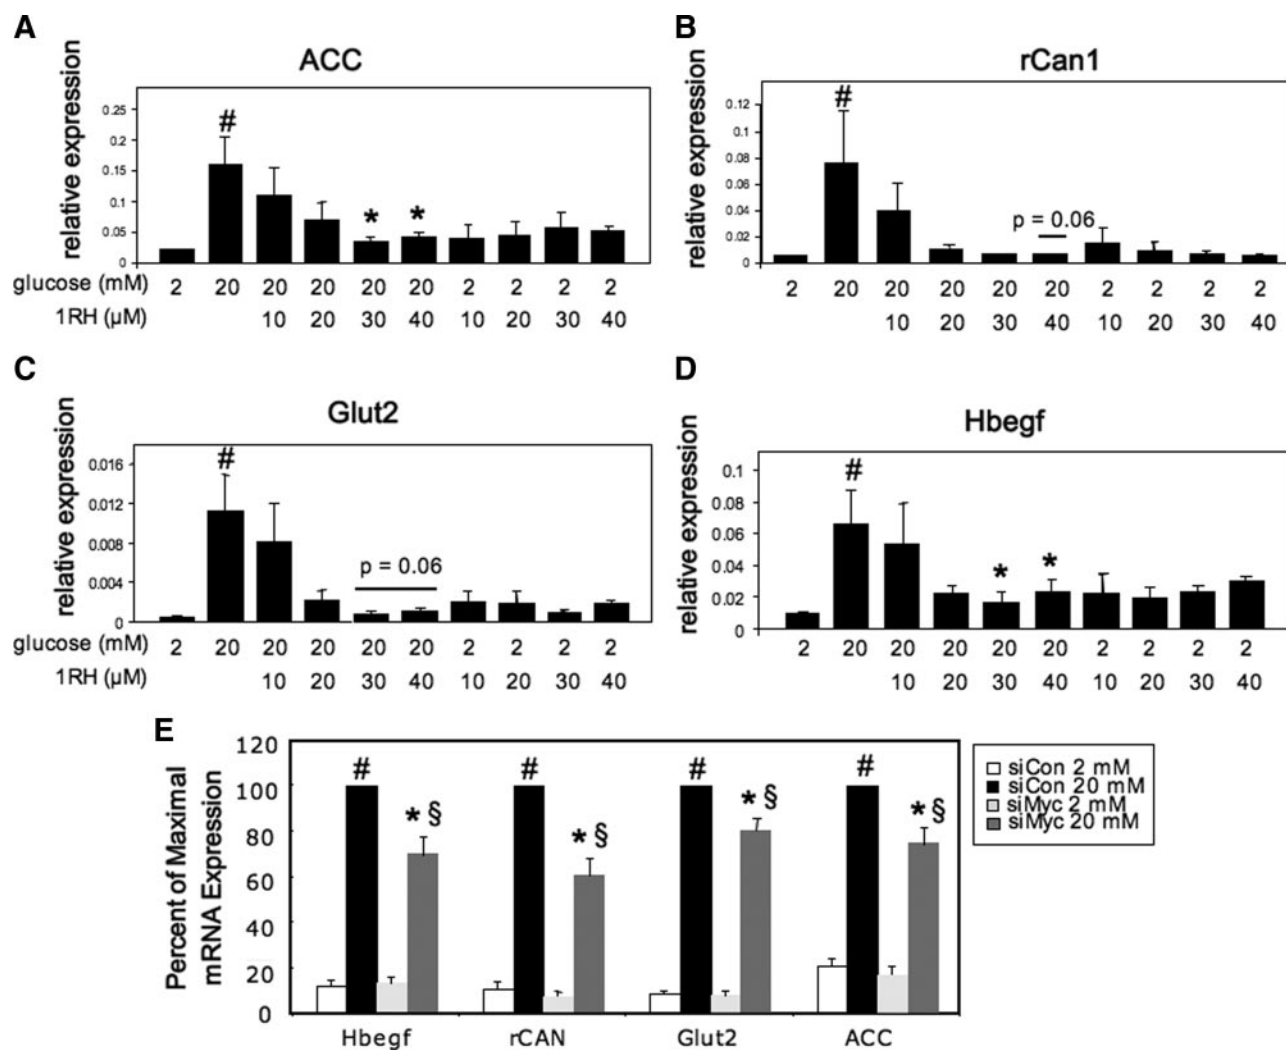 A
ACC
relative expression
0.25
0.2
0.15
0.1
0.05
0
#
*
*
glucose (mM) 2 20 20 20 20 20 2 2 2 2
1RH (µM) 10 20 30 40 10 20 30 40
B
rCan1
relative expression
0.12
0.1
0.08
0.06
0.04
0.02
0
#
p = 0.06
2 20 20 20 20 20 2 2 2 2
10 20 30 40 10 20 30 40
C
Glut2
relative expression
0.016
0.012
0.008
0.004
0
#
p = 0.06
glucose (mM) 2 20 20 20 20 20 2 2 2 2
1RH (µM) 10 20 30 40 10 20 30 40
D
Hbegf
relative expression
0.1
0.08
0.06
0.04
0.02
0
#
*
*
2 20 20 20 20 20 2 2 2 2
10 20 30 40 10 20 30 40
E
Percent of Maximal
mRNA Expression
120
100
80
60
40
20
0
# # # #
* § * § * § * §
Hbegf rCAN Glut2 ACC
siCon 2 mM
siCon 20 mM
siMyc 2 mM
siMyc 20 mM